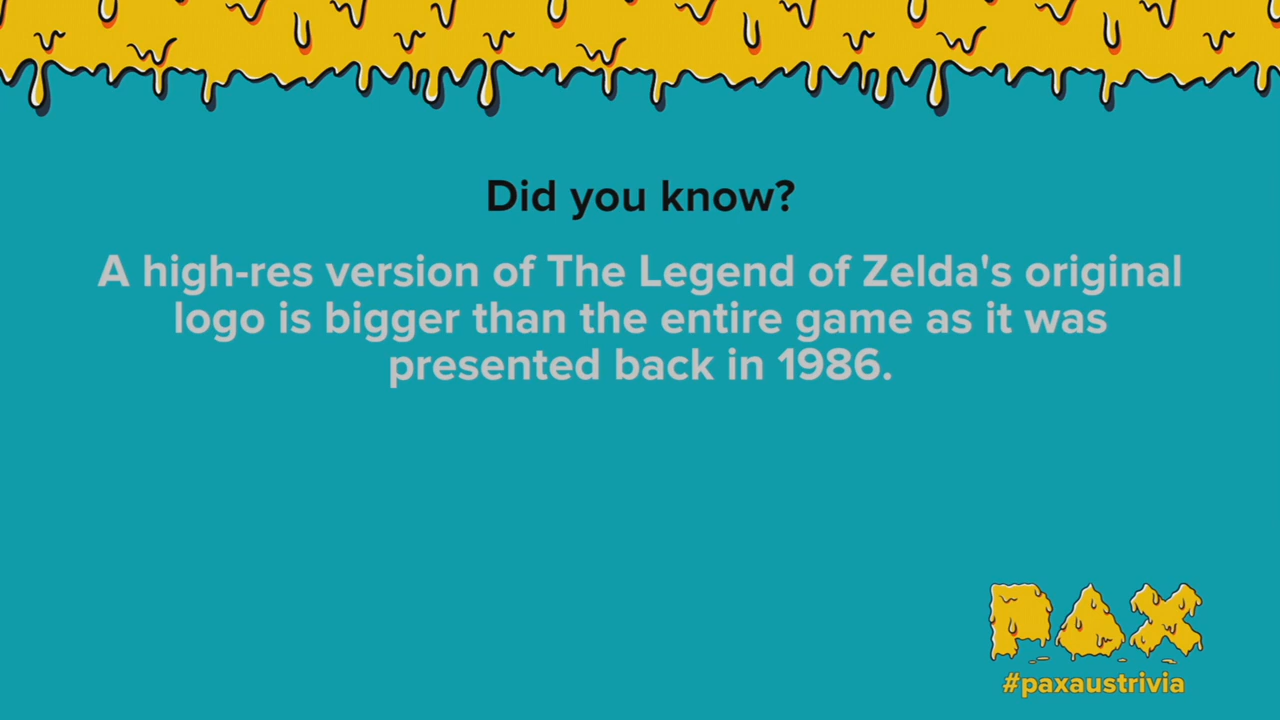 Did you know?
A high-res version of The Legend of Zelda's original
logo is bigger than the entire game as it was
presented back in 1986.
PAX
#paxaustrivia